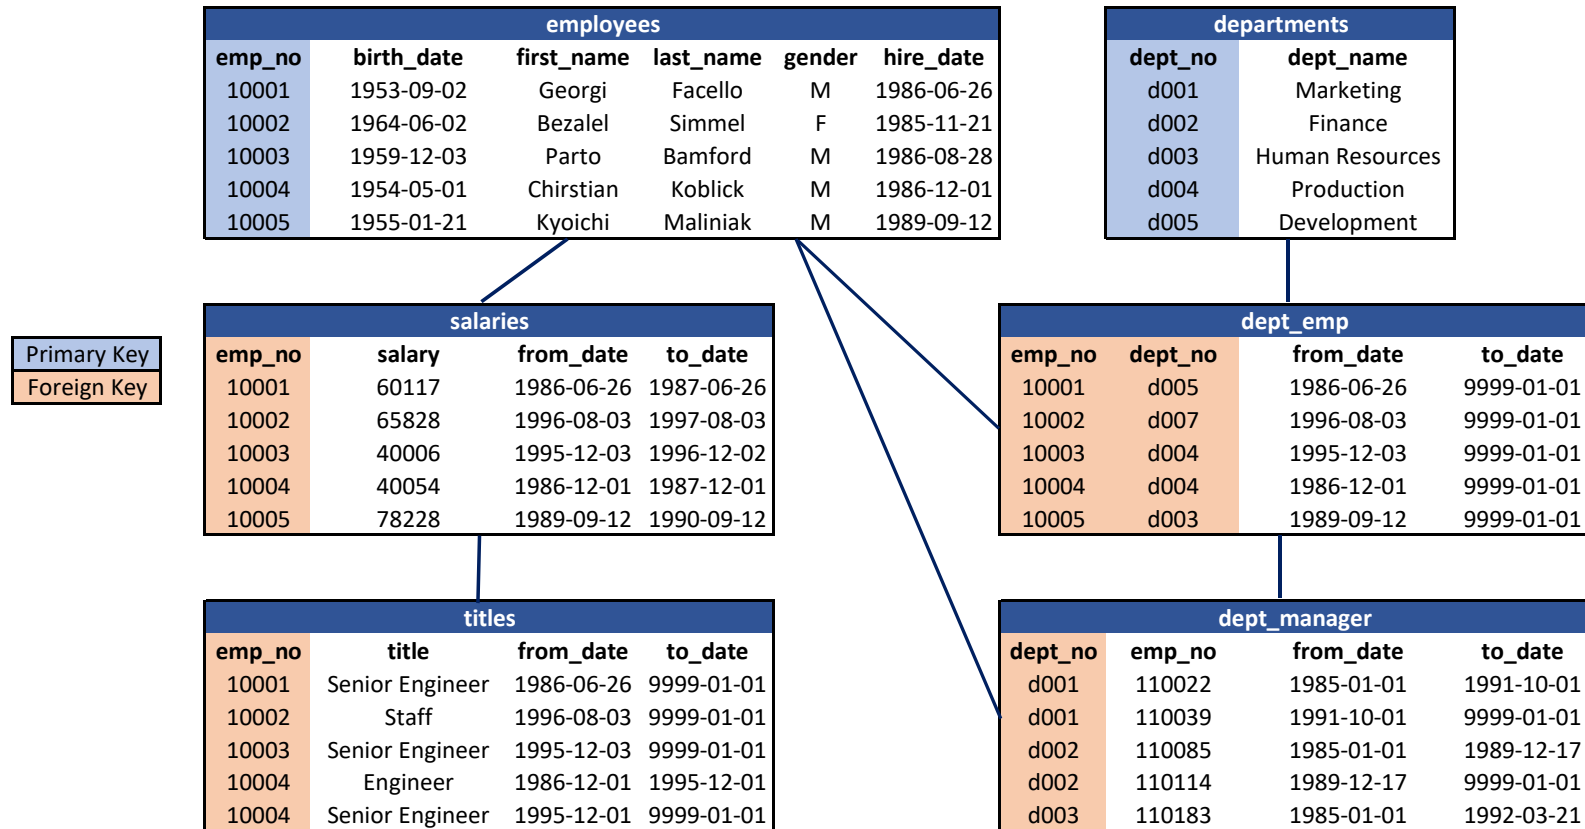 employees
emp_no birth_date first_name last_name gender hire_date
10001 1953-09-02 Georgi Facello M 1986-06-26
10002 1964-06-02 Bezalel Simmel F 1985-11-21
10003 1959-12-03 Parto Bamford M 1986-08-28
10004 1954-05-01 Chirstian Koblick M 1986-12-01
10005 1955-01-21 Kyoichi Maliniak M 1989-09-12
departments
dept_no dept_name
d001 Marketing
d002 Finance
d003 Human Resources
d004 Production
d005 Development
Primary Key
Foreign Key
salaries
emp_no salary from_date to_date
10001 60117 1986-06-26 1987-06-26
10002 65828 1996-08-03 1997-08-03
10003 40006 1995-12-03 1996-12-02
10004 40054 1986-12-01 1987-12-01
10005 78228 1989-09-12 1990-09-12
dept_emp
emp_no dept_no from_date to_date
10001 d005 1986-06-26 9999-01-01
10002 d007 1996-08-03 9999-01-01
10003 d004 1995-12-03 9999-01-01
10004 d004 1986-12-01 9999-01-01
10005 d003 1989-09-12 9999-01-01
titles
emp_no title from_date to_date
10001 Senior Engineer 1986-06-26 9999-01-01
10002 Staff 1996-08-03 9999-01-01
10003 Senior Engineer 1995-12-03 9999-01-01
10004 Engineer 1986-12-01 1995-12-01
10004 Senior Engineer 1995-12-01 9999-01-01
dept_manager
dept_no emp_no from_date to_date
d001 110022 1985-01-01 1991-10-01
d001 110039 1991-10-01 9999-01-01
d002 110085 1985-01-01 1989-12-17
d002 110114 1989-12-17 9999-01-01
d003 110183 1985-01-01 1992-03-21